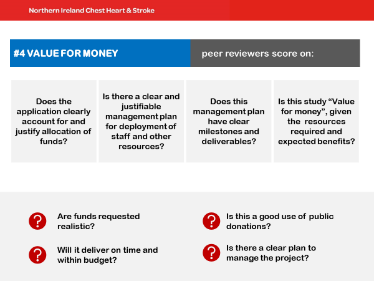 Northern Ireland Chest Heart & Stroke
#4 VALUE FOR MONEY
peer reviewers score on:
Does the
application clearly
account for and
justify allocation of
funds?
Is there a clear and
justifiable
management plan
for deployment of
staff and other
resources?
Does this
management plan
have clear
milestones and
deliverables?
Is this study “Value
for money”, given
the resources
required and
expected benefits?
? Are funds requested
realistic?
? Will it deliver on time and
within budget?
? Is this a good use of public
donations?
? Is there a clear plan to
manage the project?